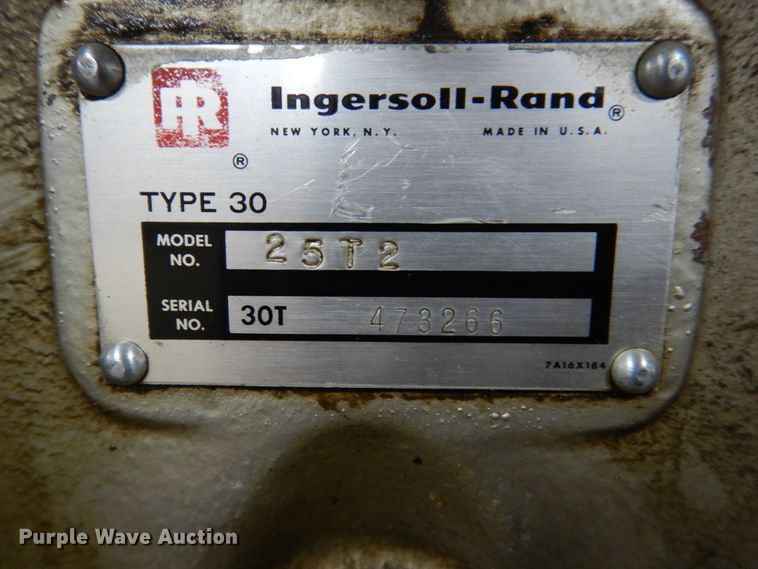 IR Ingersoll-Rand®
®
NEW YORK, N.Y. MADE IN U.S.A.
TYPE 30
MODEL NO. 25T2
SERIAL NO. 30T 473266
7A16X184
Purple Wave Auction